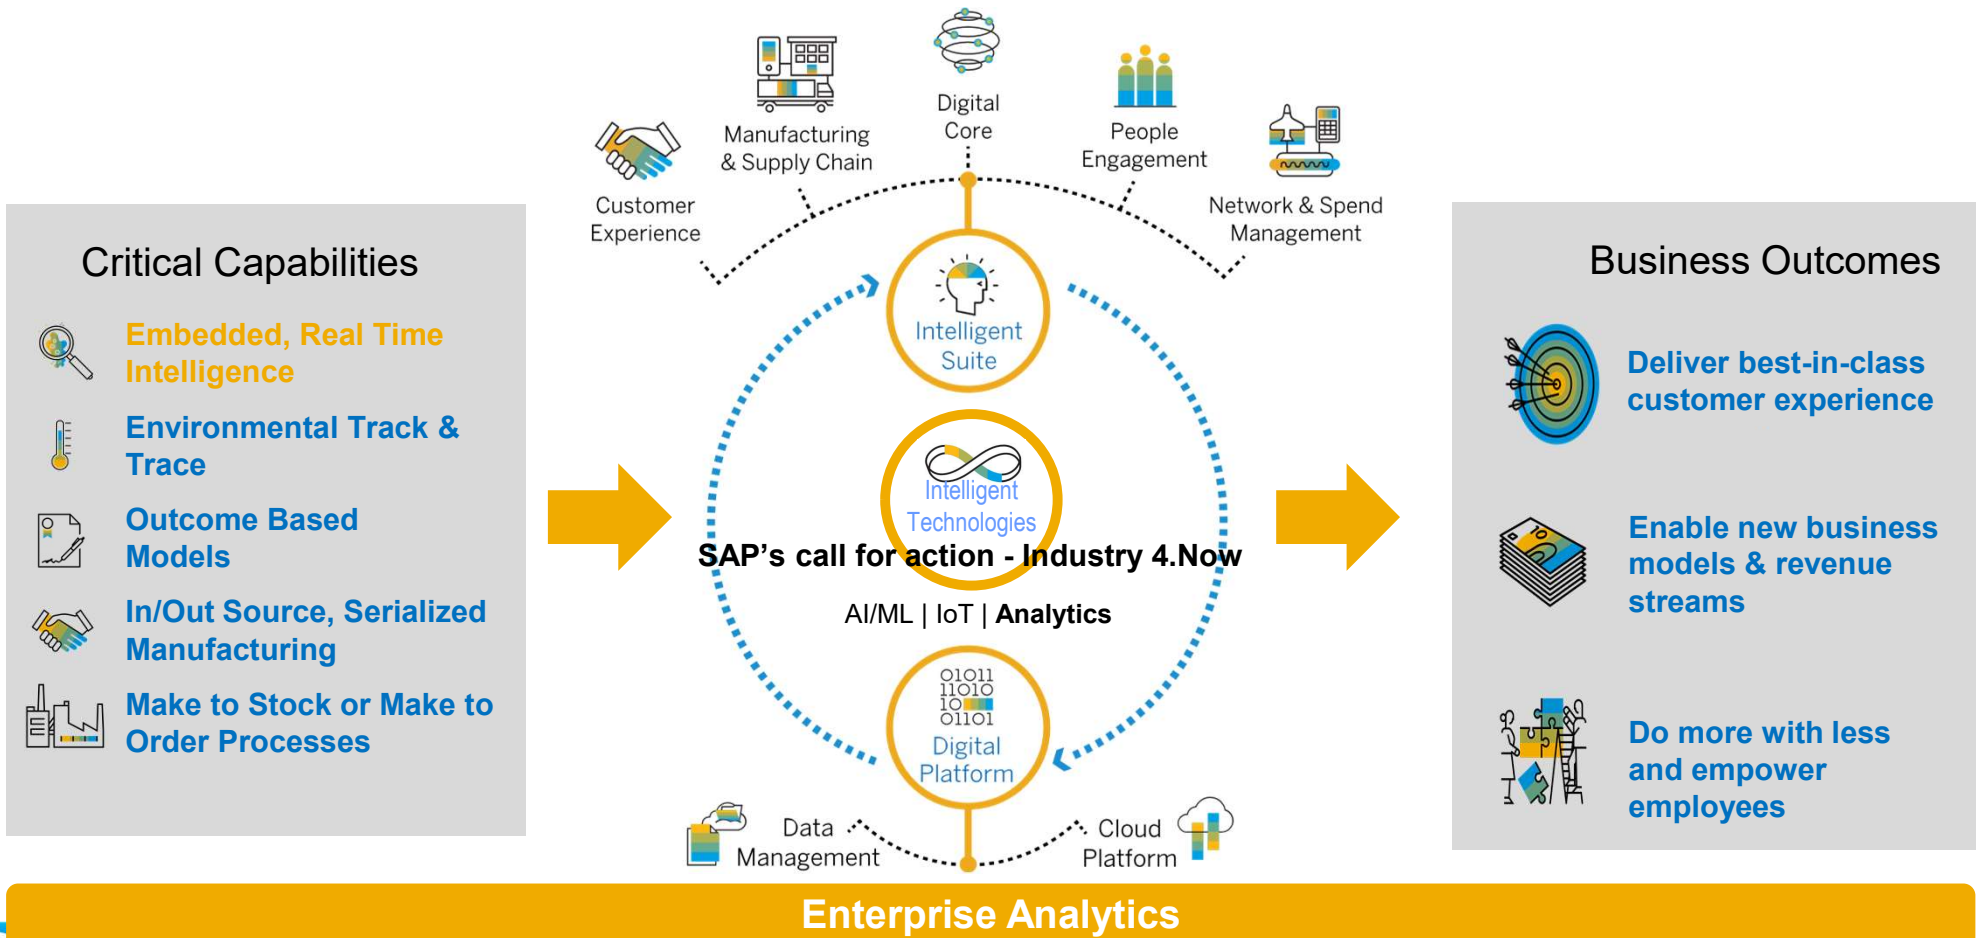 Critical Capabilities
Embedded, Real Time
Intelligence
Environmental Track &
Trace
Outcome Based
Models
In/Out Source, Serialized
Manufacturing
Make to Stock or Make to
Order Processes
Digital
Core
Manufacturing
& Supply Chain
People
Engagement
Customer
Experience
Network & Spend
Management
Intelligent
Suite
Intelligent
Technologies
SAP's call for action - Industry 4.Now
AI/ML | IoT | Analytics
01011
11010
10
01101
Digital
Platform
Data
Management
Cloud
Platform
Business Outcomes
Deliver best-in-class
customer experience
10
Enable new business
models & revenue
streams
Do more with less
and empower
employees
Enterprise Analytics